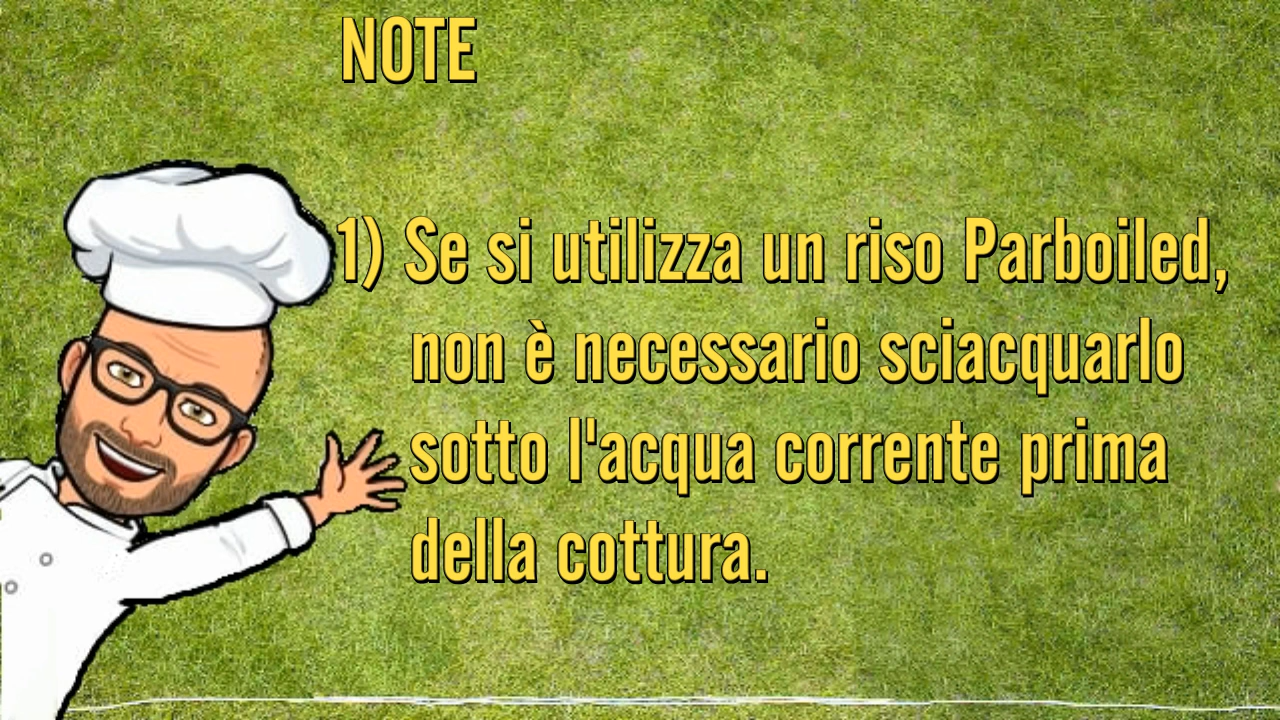 NOTE
1) Se si utilizza un riso Parboiled,
non è necessario sciacquarlo
sotto l'acqua corrente prima
della cottura.